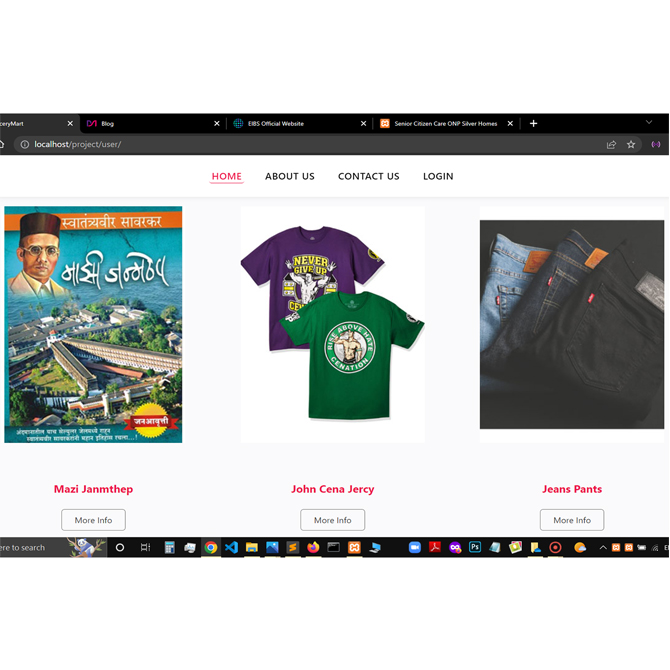 ceryMart
Blog
EIBS Official Website
Senior Citizen Care ONP Silver Homes
localhost/project/user/
HOME
ABOUT US
CONTACT US
LOGIN
स्वातंत्र्यवीर सावरकर
माझी जन्मठेप
जनआवृत्ती
अंदमानातील याच सेल्युलर जेलमध्ये राहून
स्वातंत्र्यवीर सावरकरांनी महान इतिहास रचला...!
NEVER
GIVE UP
RISE ABOVE HATE
CENATION
Mazi Janmthep
John Cena Jercy
Jeans Pants
More Info
More Info
More Info
ere to search
Ps